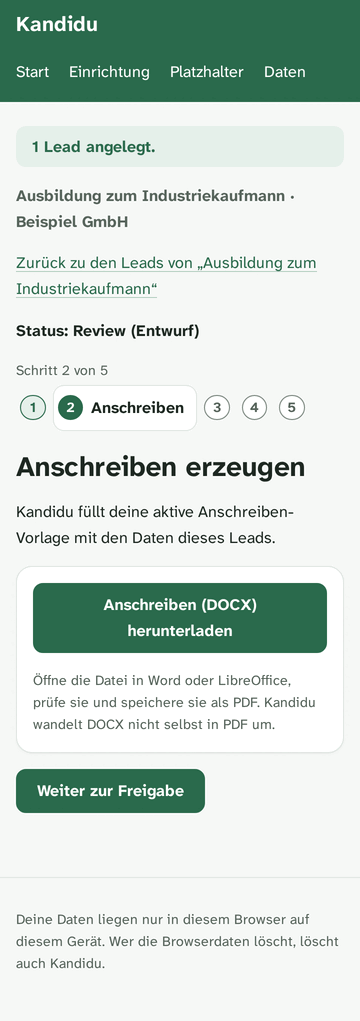 Kandidu
Start Einrichtung Platzhalter Daten
1 Lead angelegt.
Ausbildung zum Industriekaufmann ·
Beispiel GmbH
Zurück zu den Leads von „Ausbildung zum
Industriekaufmann“
Status: Review (Entwurf)
Schritt 2 von 5
1 2 Anschreiben 3 4 5
Anschreiben erzeugen
Kandidu füllt deine aktive Anschreiben-
Vorlage mit den Daten dieses Leads.
Anschreiben (DOCX)
herunterladen
Öffne die Datei in Word oder LibreOffice,
prüfe sie und speichere sie als PDF. Kandidu
wandelt DOCX nicht selbst in PDF um.
Weiter zur Freigabe
Deine Daten liegen nur in diesem Browser auf
diesem Gerät. Wer die Browserdaten löscht, löscht
auch Kandidu.